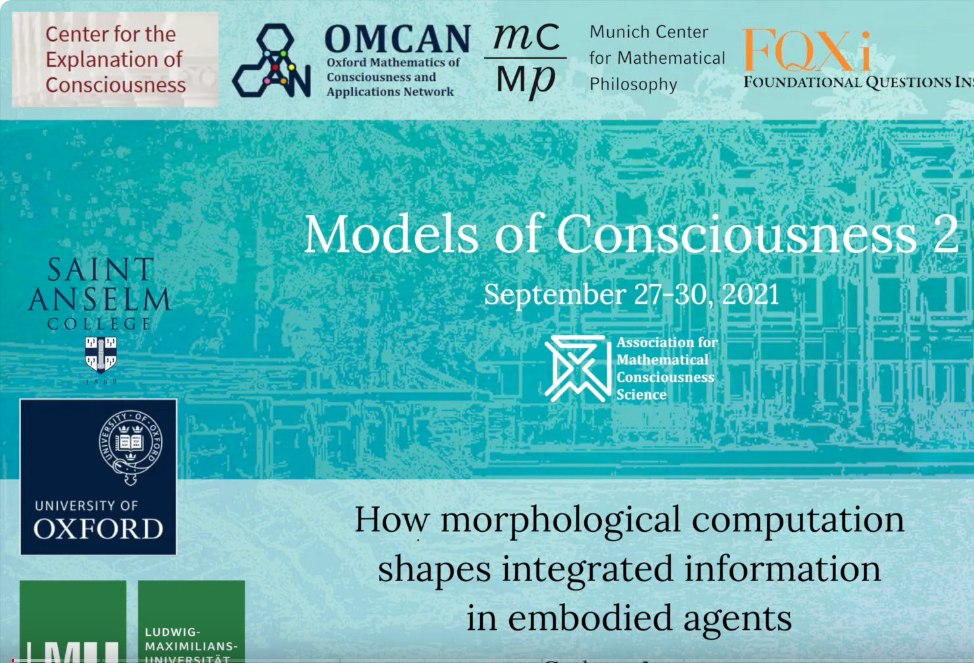 Center for the
Explanation of
Consciousness
OMCAN
Oxford Mathematics of
Consciousness and
Applications Network
mc
Mp
Munich Center
for Mathematical
Philosophy
FQXi
FOUNDATIONAL QUESTIONS INS
Models of Consciousness 2
September 27-30, 2021
Association for
Mathematical
Consciousness
Science
SAINT
ANSELM
COLLEGE
1889
UNIVERSITY·OF·OXFORD
UNIVERSITY OF
OXFORD
How morphological computation
shapes integrated information
in embodied agents
LMU
LUDWIG-
MAXIMILIANS-
UNIVERSITÄT